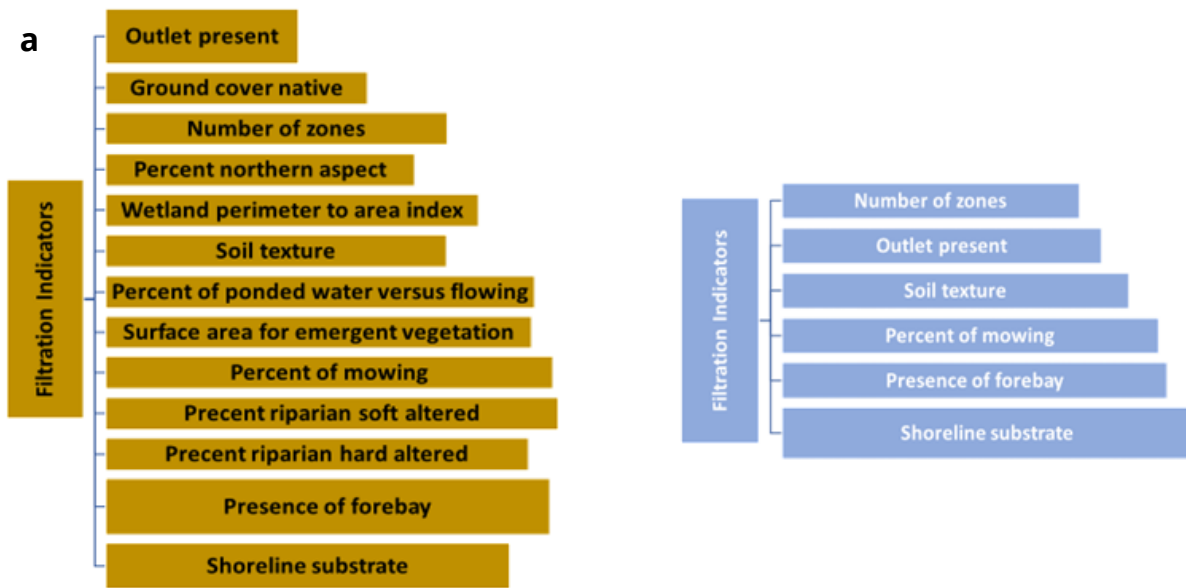 a
Filtration Indicators
Outlet present
Ground cover native
Number of zones
Percent northern aspect
Wetland perimeter to area index
Soil texture
Percent of ponded water versus flowing
Surface area for emergent vegetation
Percent of mowing
Precent riparian soft altered
Precent riparian hard altered
Presence of forebay
Shoreline substrate
Filtration Indicators
Number of zones
Outlet present
Soil texture
Percent of mowing
Presence of forebay
Shoreline substrate